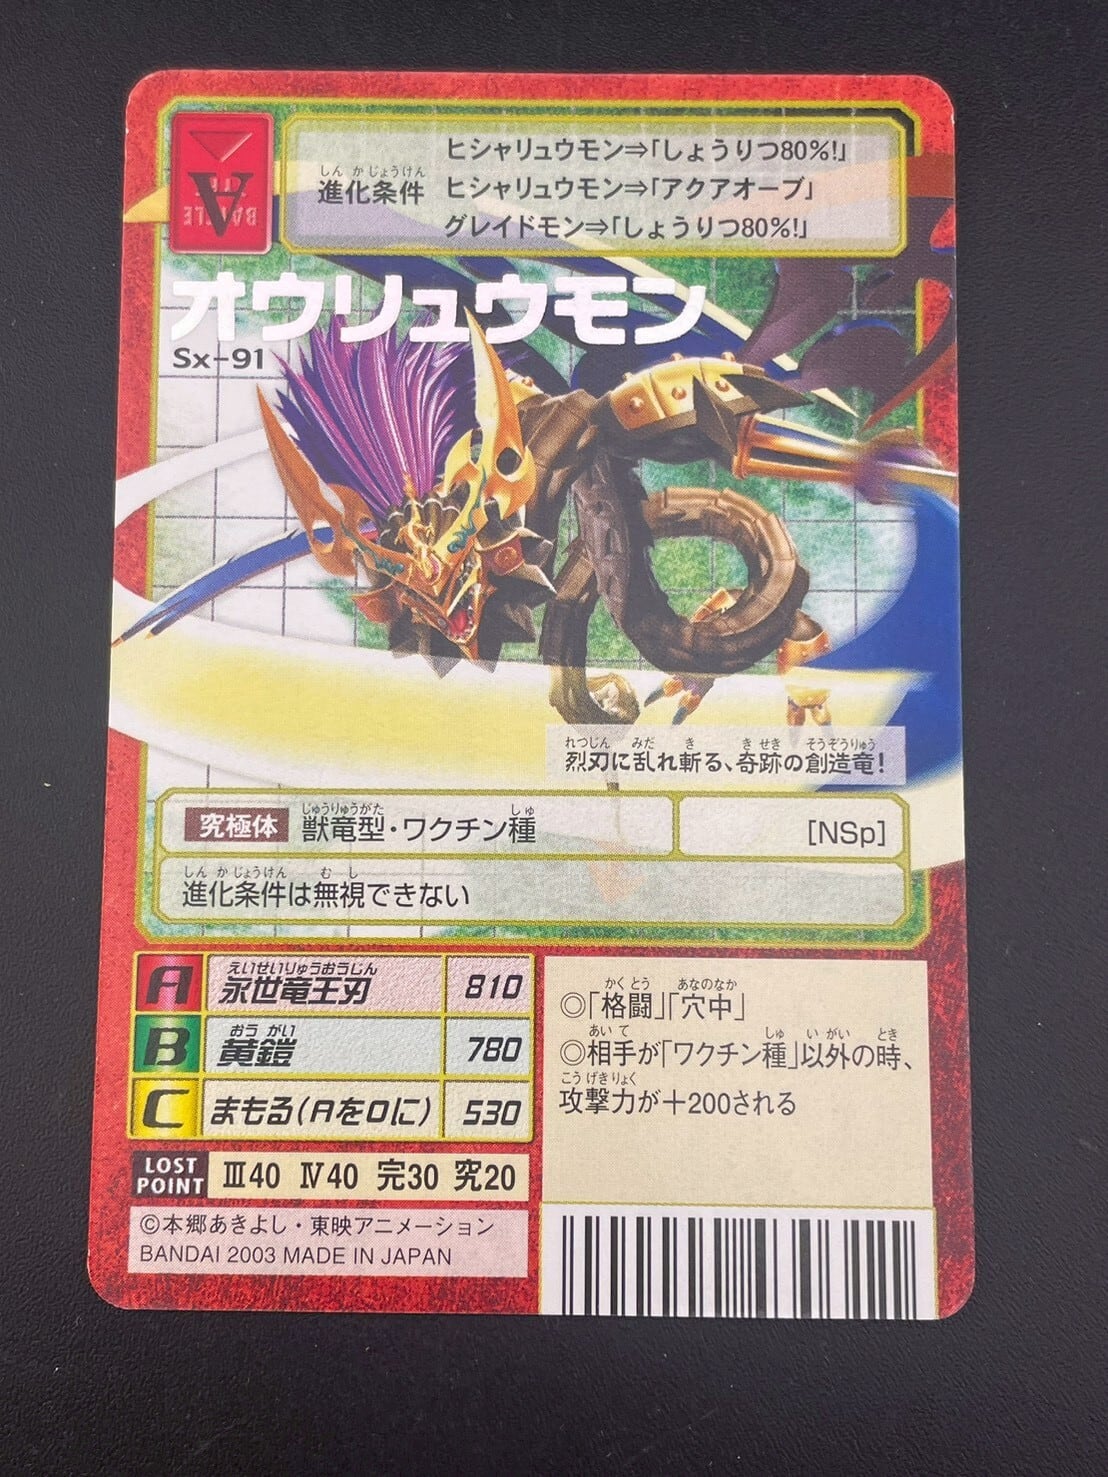 A
BATTLE
進化条件
しんかじょうけん
ヒシャリュウモン⇒「しょうりつ80%!」
ヒシャリュウモン⇒「アクアオーブ」
グレイドモン⇒「しょうりつ80%!」
オウリュウモン
Sx-91
れつじん みだ き きせき そうぞうりゅう
烈刃に乱れ斬る、奇跡の創造竜!
じゅうりゅうがた しゅ
究極体 獣竜型・ワクチン種 [NSp]
しんかじょうけん むし
進化条件は無視できない
えいせいりゅうおうじん
A 永世竜王刃 810
おうがい
B 黄鎧 780
C まもる(Aを0に) 530
LOST POINT Ⅲ40 Ⅳ40 完30 究20
かくとう あなのなか
◎「格闘」「穴中」
あいて しゅ いがい とき
◎相手が「ワクチン種」以外の時、
こうげきりょく
攻撃力が+200される
©本郷あきよし・東映アニメーション
BANDAI 2003 MADE IN JAPAN